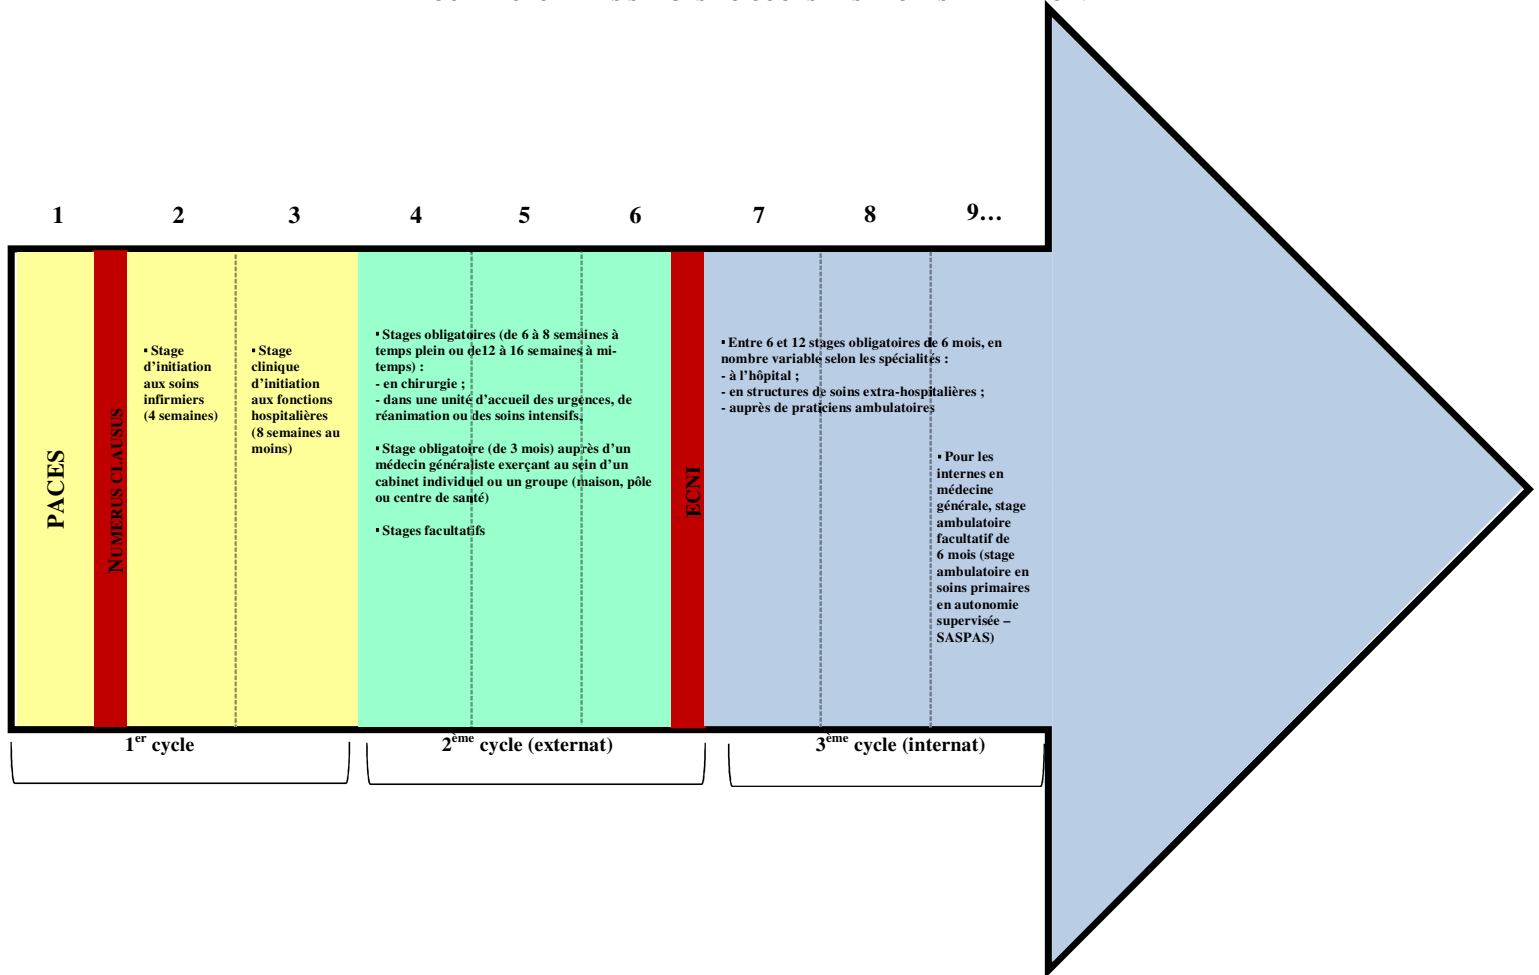 1 2 3 4 5 6 7 8 9…
PACES
NUMERUS CLAUSUS
▪ Stage
d’initiation
aux soins
infirmiers
(4 semaines)
▪ Stage
clinique
d’initiation
aux fonctions
hospitalières
(8 semaines au
moins)
▪ Stages obligatoires (de 6 à 8 semaines à
temps plein ou de12 à 16 semaines à mi-
temps) :
- en chirurgie ;
- dans une unité d’accueil des urgences, de
réanimation ou des soins intensifs.
▪ Stage obligatoire (de 3 mois) auprès d’un
médecin généraliste exerçant au sein d’un
cabinet individuel ou un groupe (maison, pôle
ou centre de santé)
▪ Stages facultatifs
ECNI
▪ Entre 6 et 12 stages obligatoires de 6 mois, en
nombre variable selon les spécialités :
- à l’hôpital ;
- en structures de soins extra-hospitalières ;
- auprès de praticiens ambulatoires
▪ Pour les
internes en
médecine
générale, stage
ambulatoire
facultatif de
6 mois (stage
ambulatoire en
soins primaires
en autonomie
supervisée –
SASPAS)
1er cycle
2ème cycle (externat)
3ème cycle (internat)